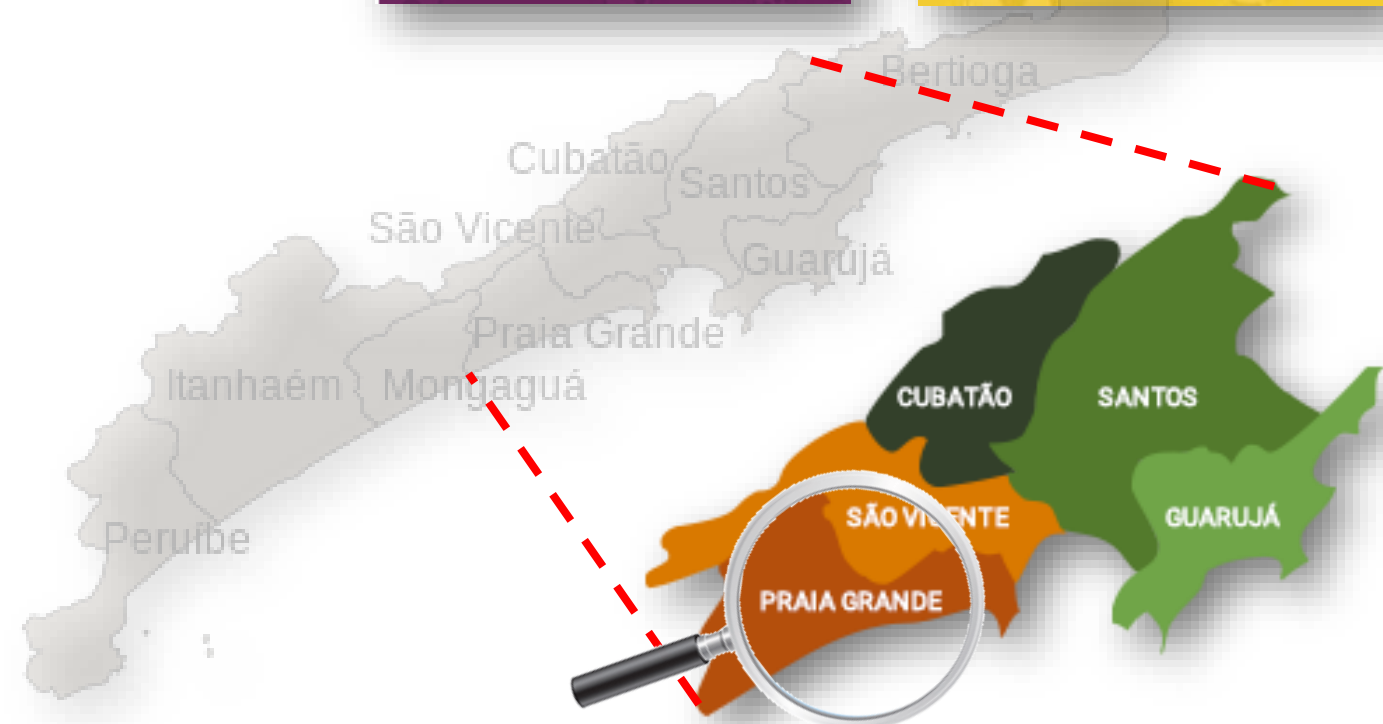 Bertioga
Cubatão
Santos
São Vicente
Guarujá
Praia Grande
Itanhaém
Mongaguá
Peruíbe
CUBATÃO
SANTOS
SÃO VICENTE
GUARUJÁ
PRAIA GRANDE